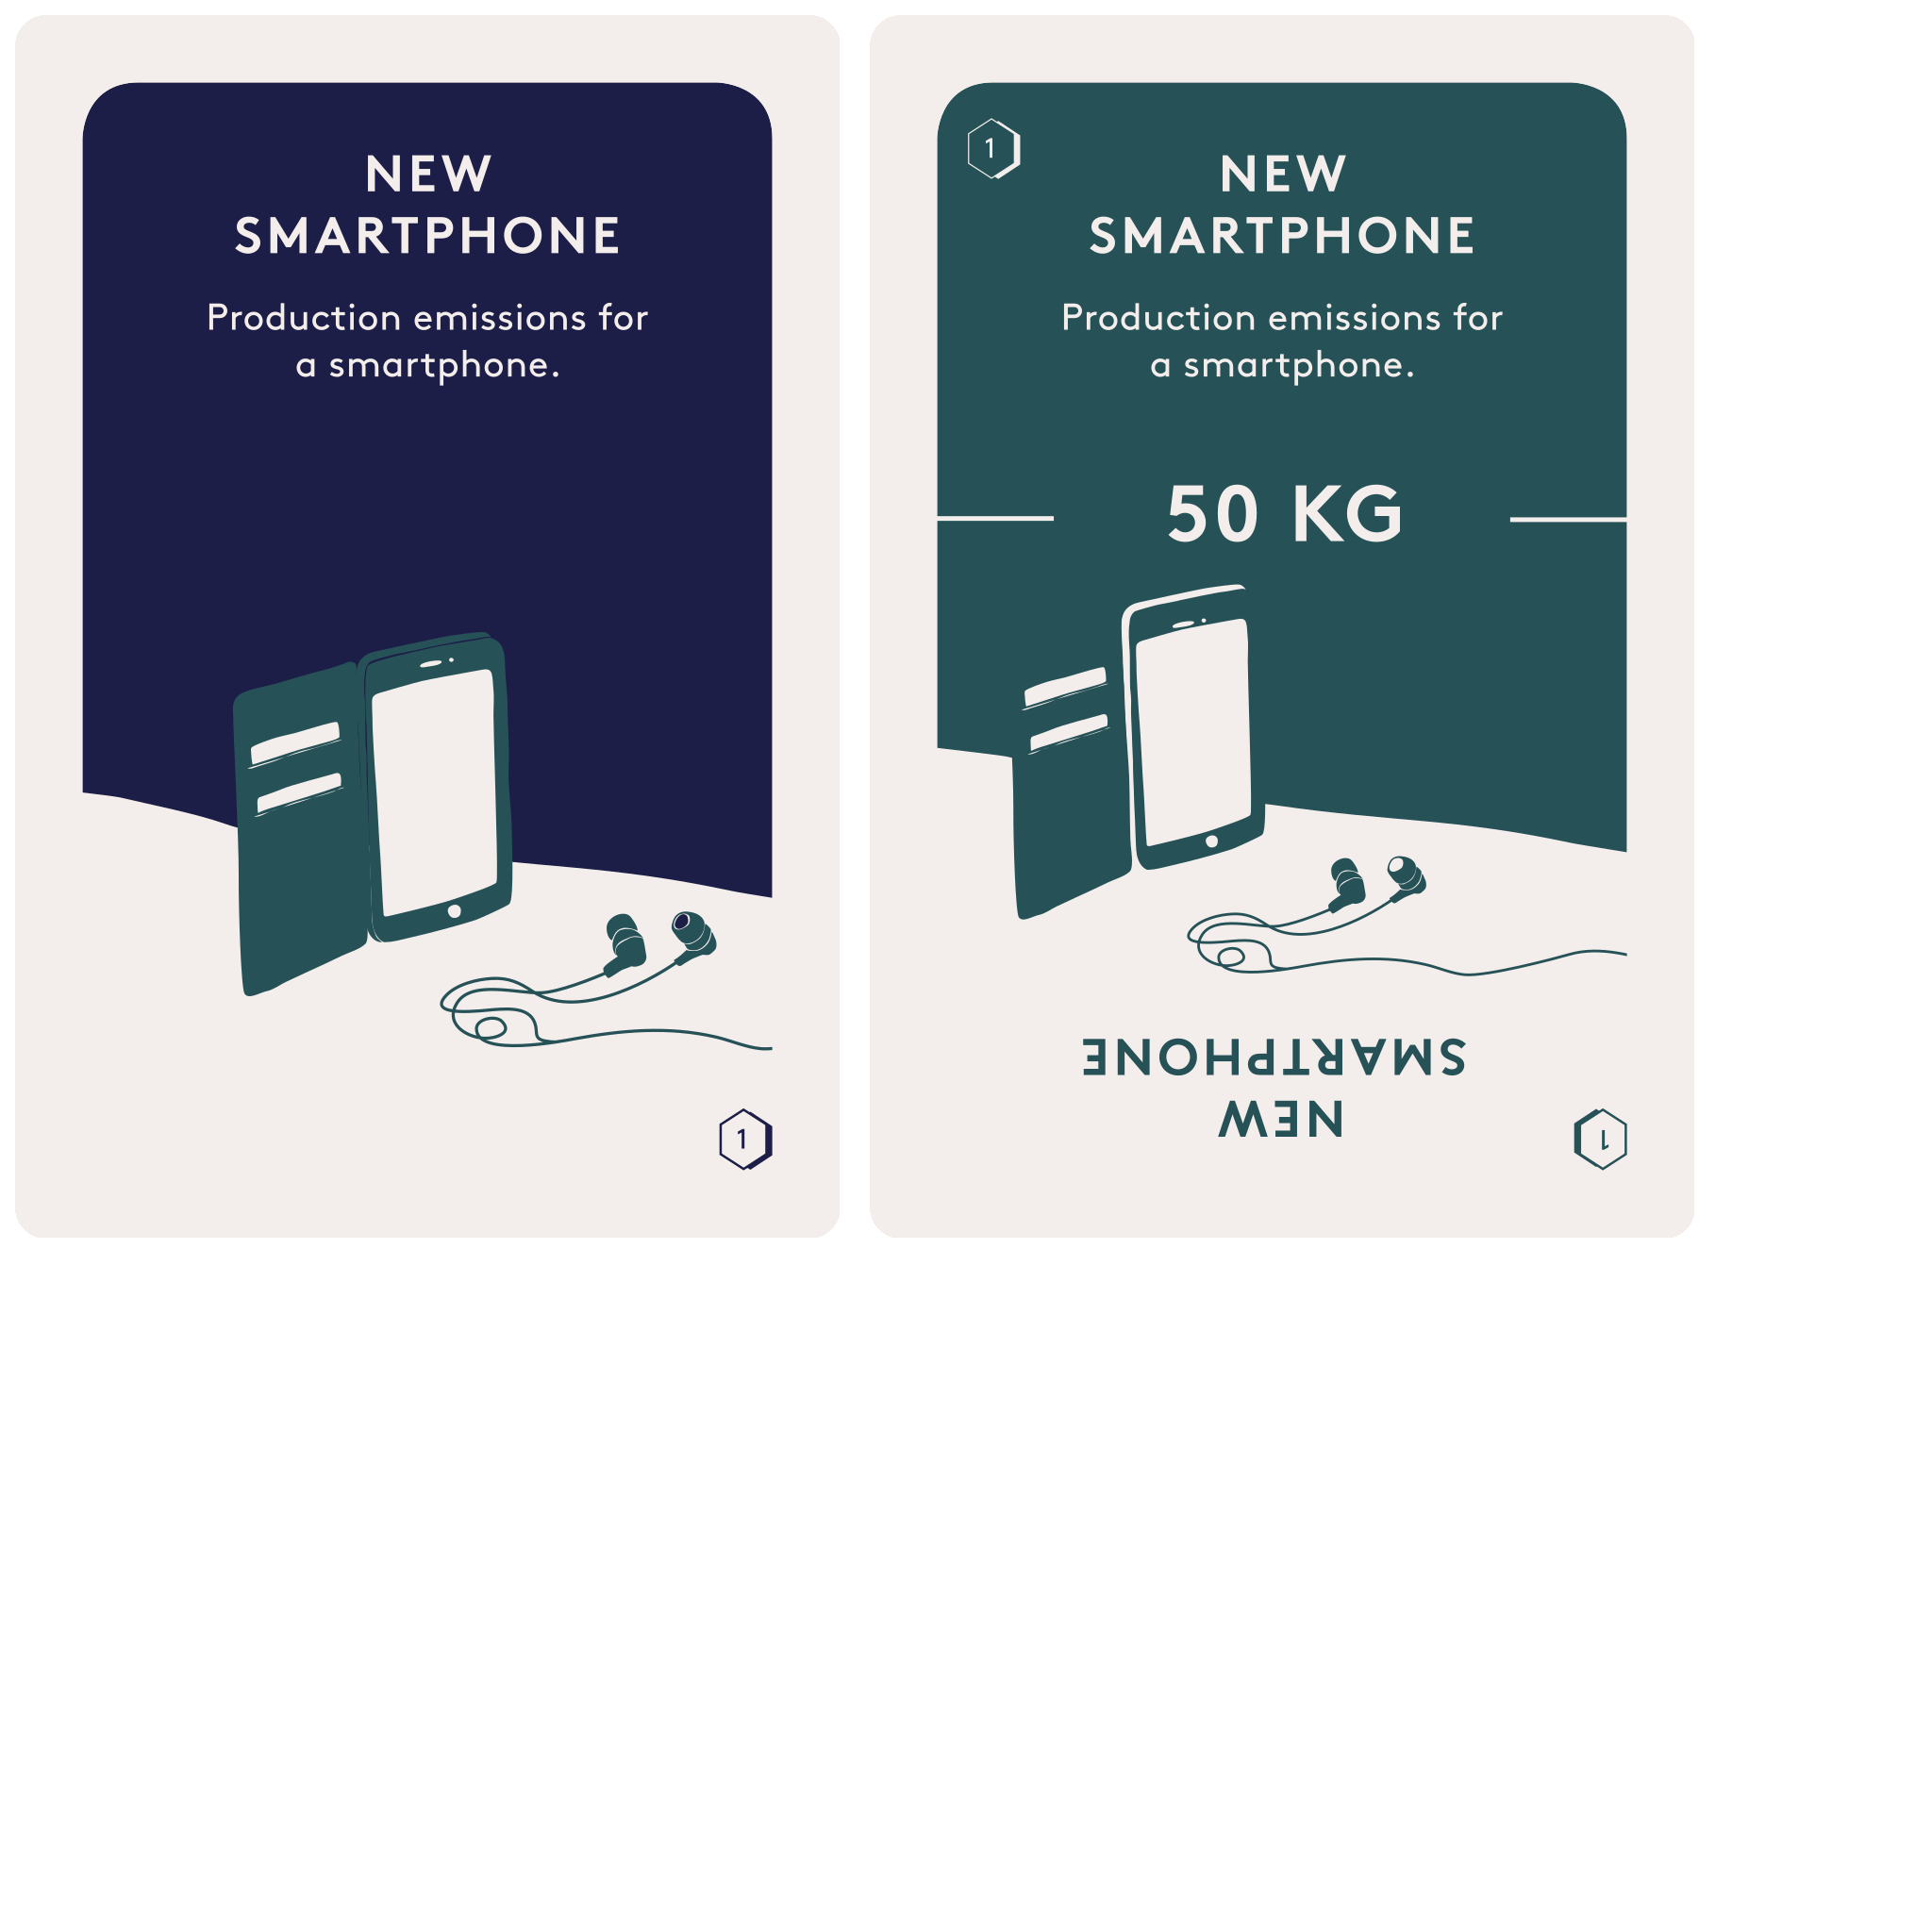 NEW
SMARTPHONE
Production emissions for
a smartphone.
1
1
NEW
SMARTPHONE
Production emissions for
a smartphone.
50 KG
NEW
SMARTPHONE
1